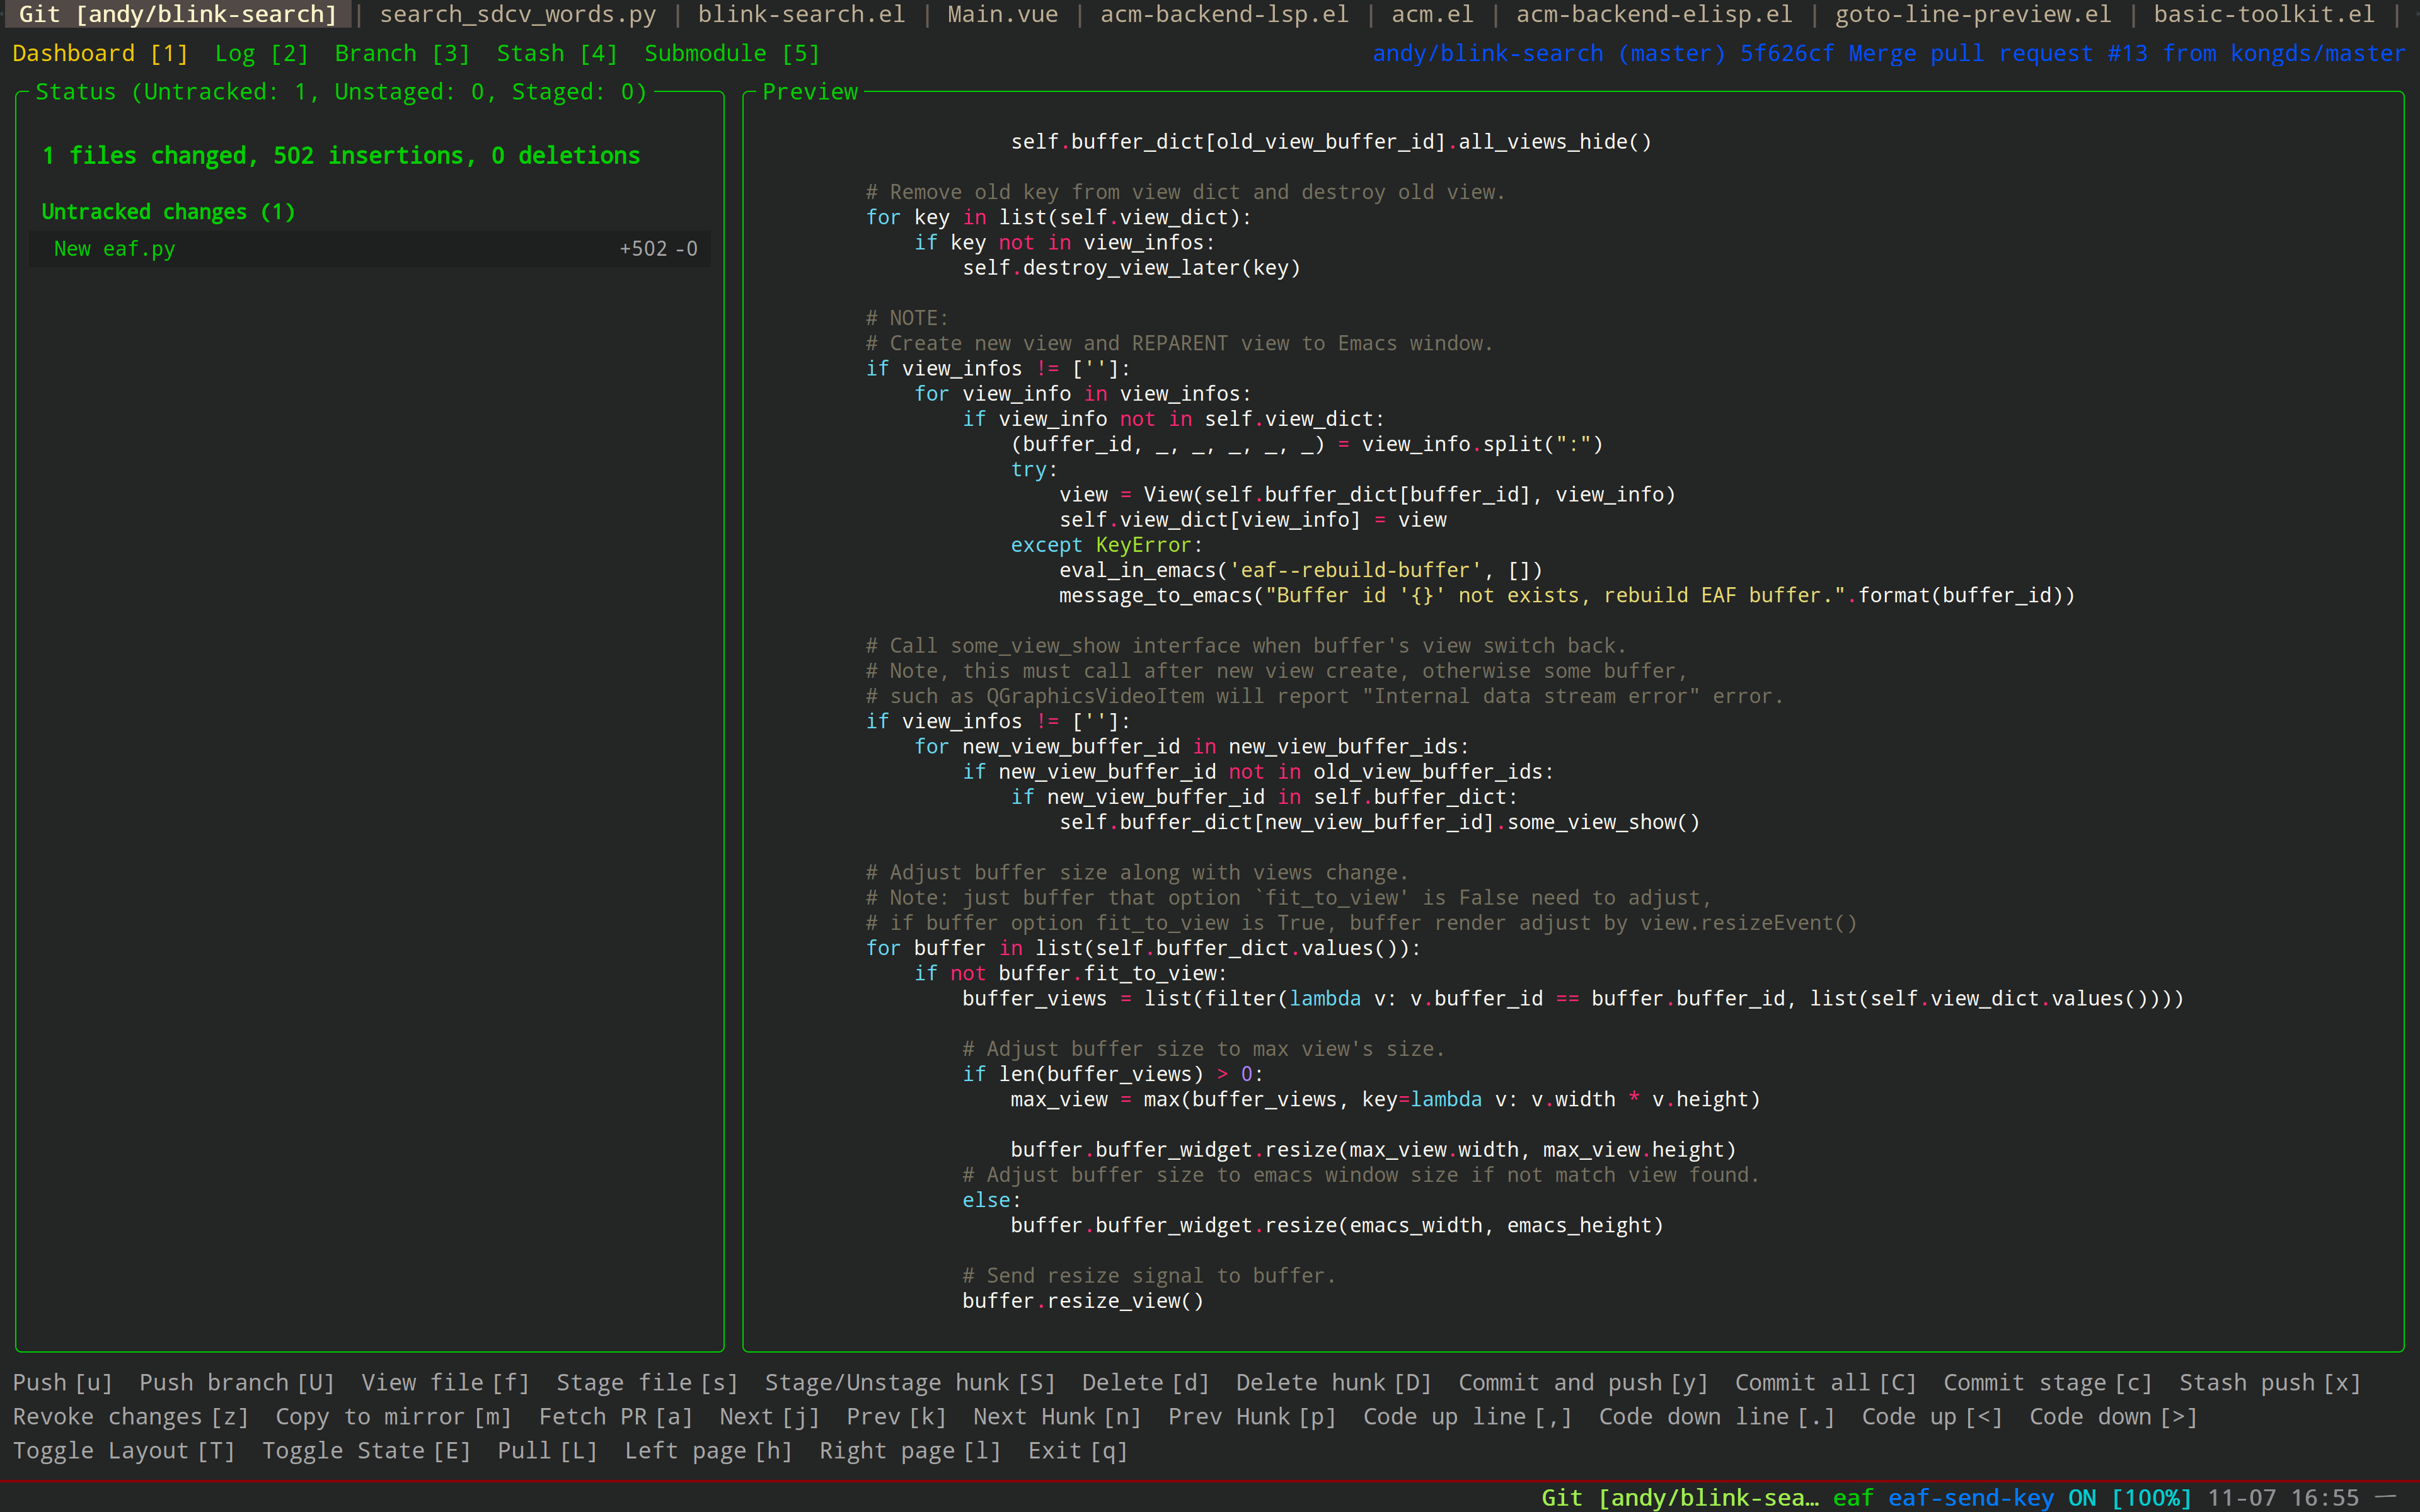 Git [andy/blink-search] | search_sdcv_words.py | blink-search.el | Main.vue | acm-backend-lsp.el | acm.el | acm-backend-elisp.el | goto-line-preview.el | basic-toolkit.el |
Dashboard [1] Log [2] Branch [3] Stash [4] Submodule [5] andy/blink-search (master) 5f626cf Merge pull request #13 from kongds/master
Status (Untracked: 1, Unstaged: 0, Staged: 0)
1 files changed, 502 insertions, 0 deletions
Untracked changes (1)
New eaf.py +502 -0
Preview
self.buffer_dict[old_view_buffer_id].all_views_hide()
# Remove old key from view dict and destroy old view.
for key in list(self.view_dict):
if key not in view_infos:
self.destroy_view_later(key)
# NOTE:
# Create new view and REPARENT view to Emacs window.
if view_infos != ['']:
for view_info in view_infos:
if view_info not in self.view_dict:
(buffer_id, _, _, _, _, _) = view_info.split(":")
try:
view = View(self.buffer_dict[buffer_id], view_info)
self.view_dict[view_info] = view
except KeyError:
eval_in_emacs('eaf--rebuild-buffer', [])
message_to_emacs("Buffer id '{}' not exists, rebuild EAF buffer.".format(buffer_id))
# Call some_view_show interface when buffer's view switch back.
# Note, this must call after new view create, otherwise some buffer,
# such as QGraphicsVideoItem will report "Internal data stream error" error.
if view_infos != ['']:
for new_view_buffer_id in new_view_buffer_ids:
if new_view_buffer_id not in old_view_buffer_ids:
if new_view_buffer_id in self.buffer_dict:
self.buffer_dict[new_view_buffer_id].some_view_show()
# Adjust buffer size along with views change.
# Note: just buffer that option `fit_to_view' is False need to adjust,
# if buffer option fit_to_view is True, buffer render adjust by view.resizeEvent()
for buffer in list(self.buffer_dict.values()):
if not buffer.fit_to_view:
buffer_views = list(filter(lambda v: v.buffer_id == buffer.buffer_id, list(self.view_dict.values())))
# Adjust buffer size to max view's size.
if len(buffer_views) > 0:
max_view = max(buffer_views, key=lambda v: v.width * v.height)
buffer.buffer_widget.resize(max_view.width, max_view.height)
# Adjust buffer size to emacs window size if not match view found.
else:
buffer.buffer_widget.resize(emacs_width, emacs_height)
# Send resize signal to buffer.
buffer.resize_view()
Push [u] Push branch [U] View file [f] Stage file [s] Stage/Unstage hunk [S] Delete [d] Delete hunk [D] Commit and push [y] Commit all [C] Commit stage [c] Stash push [x]
Revoke changes [z] Copy to mirror [m] Fetch PR [a] Next [j] Prev [k] Next Hunk [n] Prev Hunk [p] Code up line [,] Code down line [.] Code up [<] Code down [>]
Toggle Layout [T] Toggle State [E] Pull [L] Left page [h] Right page [l] Exit [q]
Git [andy/blink-sea… eaf eaf-send-key ON [100%] 11-07 16:55 一